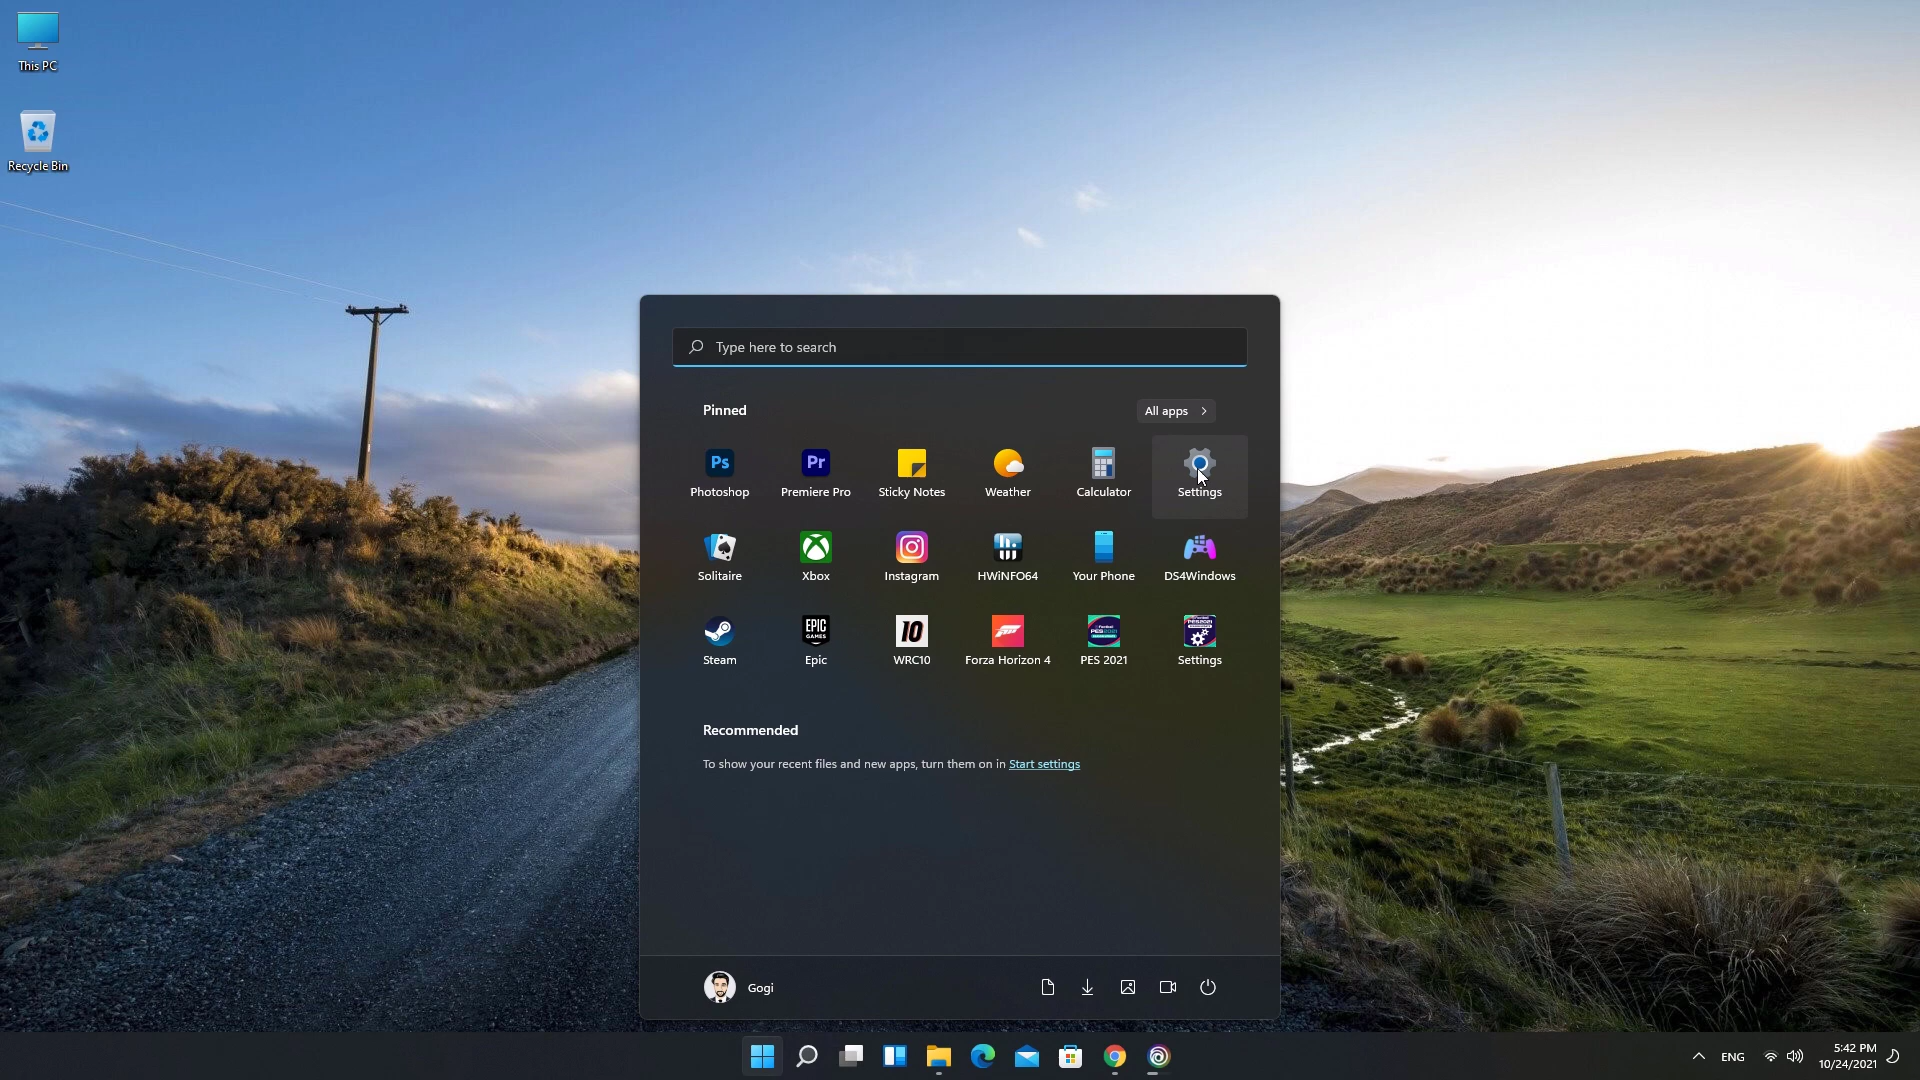 This PC
Recycle Bin
Type here to search
Pinned
All apps
Ps
Pr
Photoshop
Premiere Pro
Sticky Notes
Weather
Calculator
Settings
Solitaire
Xbox
Instagram
HWiNFO64
Your Phone
DS4Windows
EPIC
GAMES
10
PES2021
PES2021
Steam
Epic
WRC10
Forza Horizon 4
PES 2021
Settings
Recommended
To show your recent files and new apps, turn them on in Start settings
Gogi
ENG
5:42 PM
10/24/2021